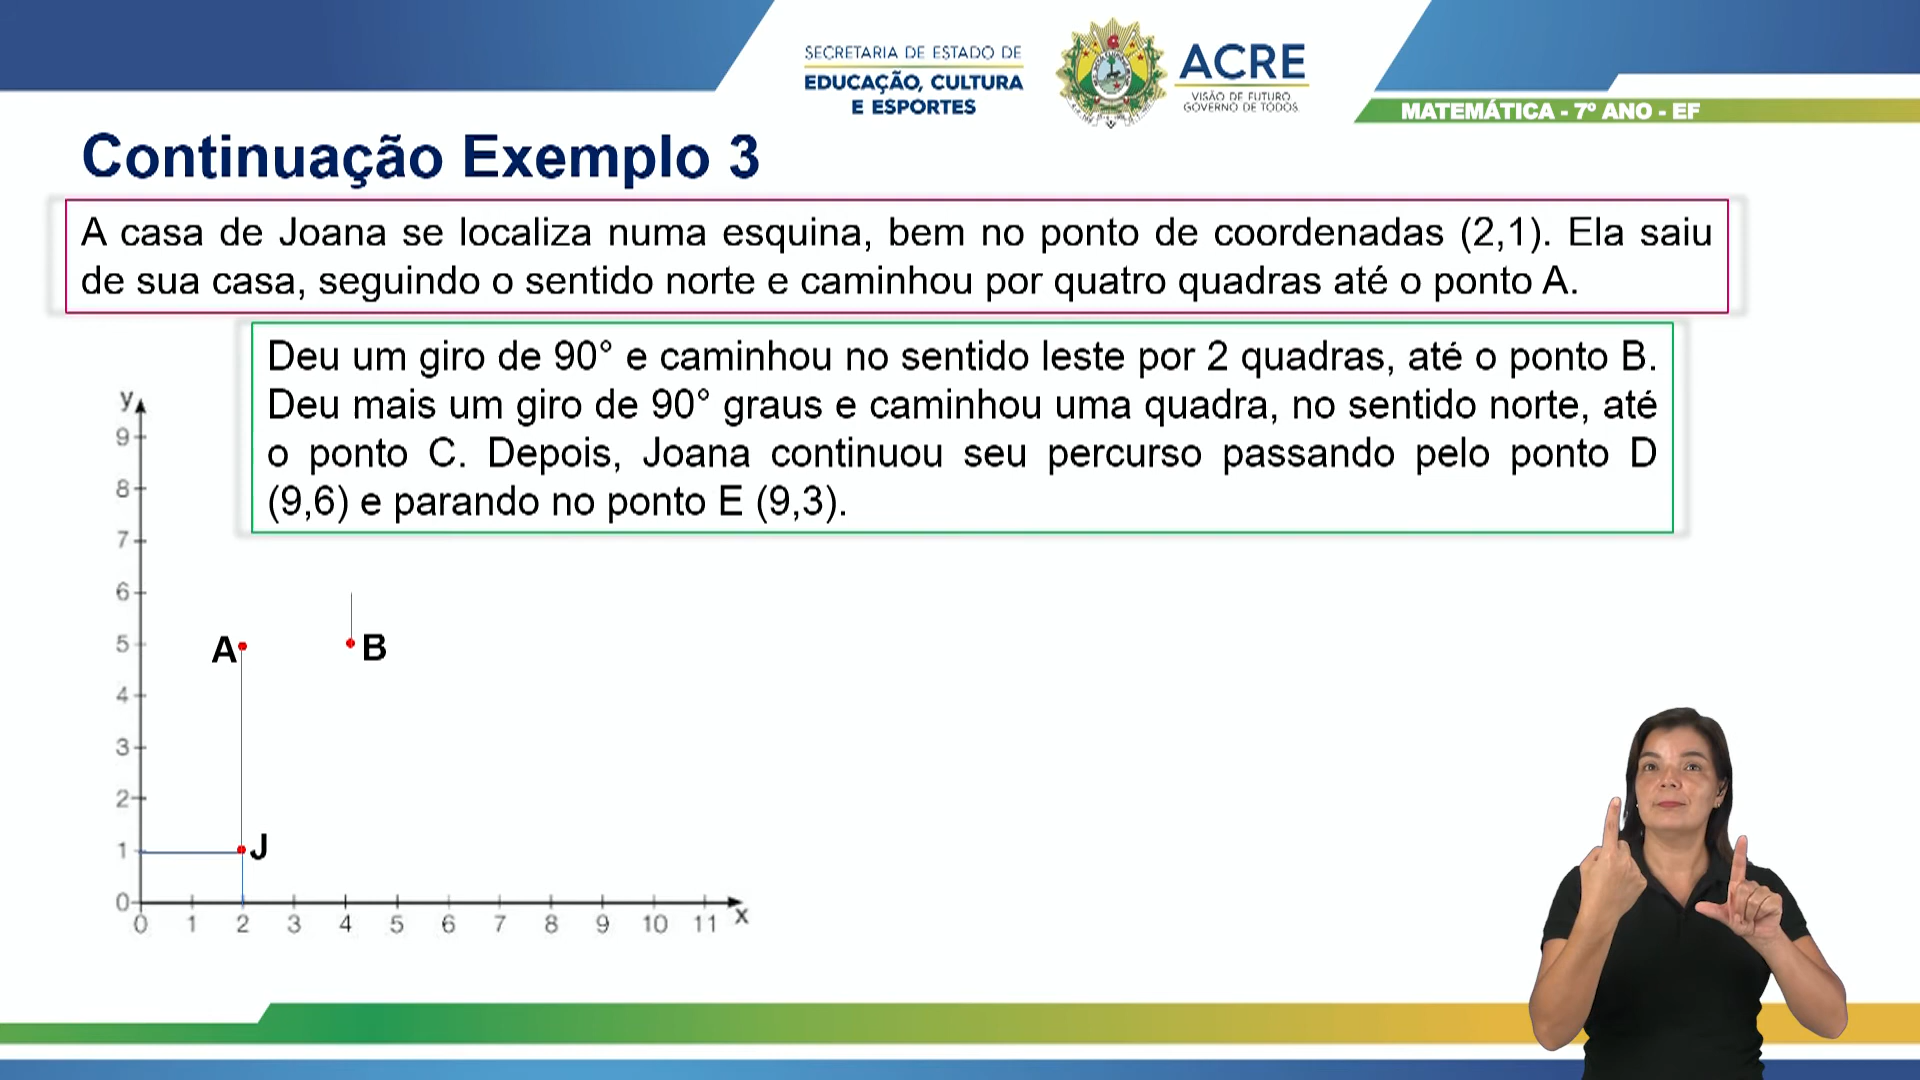 SECRETARIA DE ESTADO DE
EDUCAÇÃO, CULTURA
E ESPORTES
ACRE
VISÃO DE FUTURO
GOVERNO DE TODOS
MATEMÁTICA - 7º ANO - EF
Continuação Exemplo 3
A casa de Joana se localiza numa esquina, bem no ponto de coordenadas (2,1). Ela saiu
de sua casa, seguindo o sentido norte e caminhou por quatro quadras até o ponto A.
Deu um giro de 90° e caminhou no sentido leste por 2 quadras, até o ponto B.
Deu mais um giro de 90° graus e caminhou uma quadra, no sentido norte, até
o ponto C. Depois, Joana continuou seu percurso passando pelo ponto D
(9,6) e parando no ponto E (9,3).
y
9
8
7
6
5
A
B
4
3
2
1
J
0
0 1 2 3 4 5 6 7 8 9 10 11 x